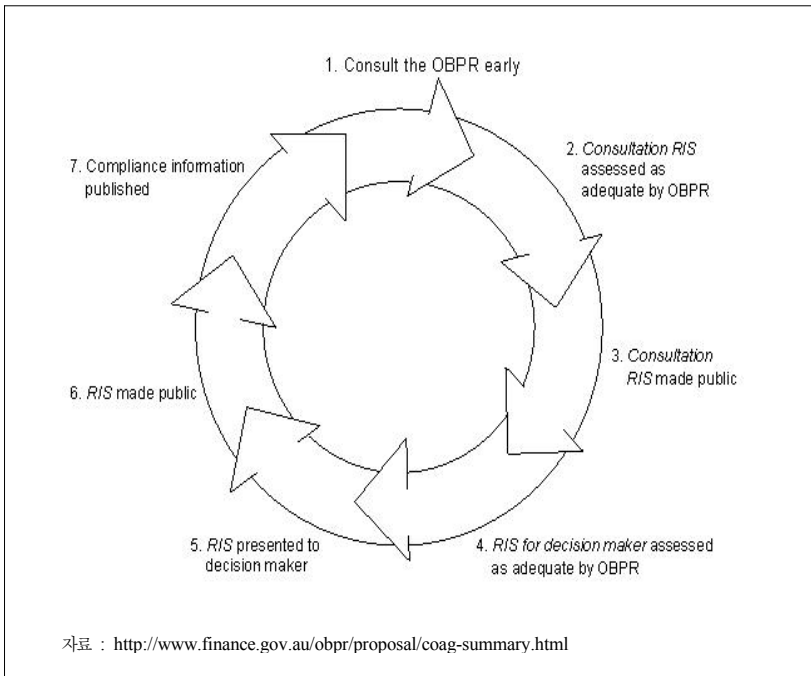 1. Consult the OBPR early
2. Consultation RIS
assessed as
adequate by OBPR
3. Consultation
RIS made public
4. RIS for decision maker assessed
as adequate by OBPR
5. RIS presented to
decision maker
6. RIS made public
7. Compliance information
published
자료 : http://www.finance.gov.au/obpr/proposal/coag-summary.html